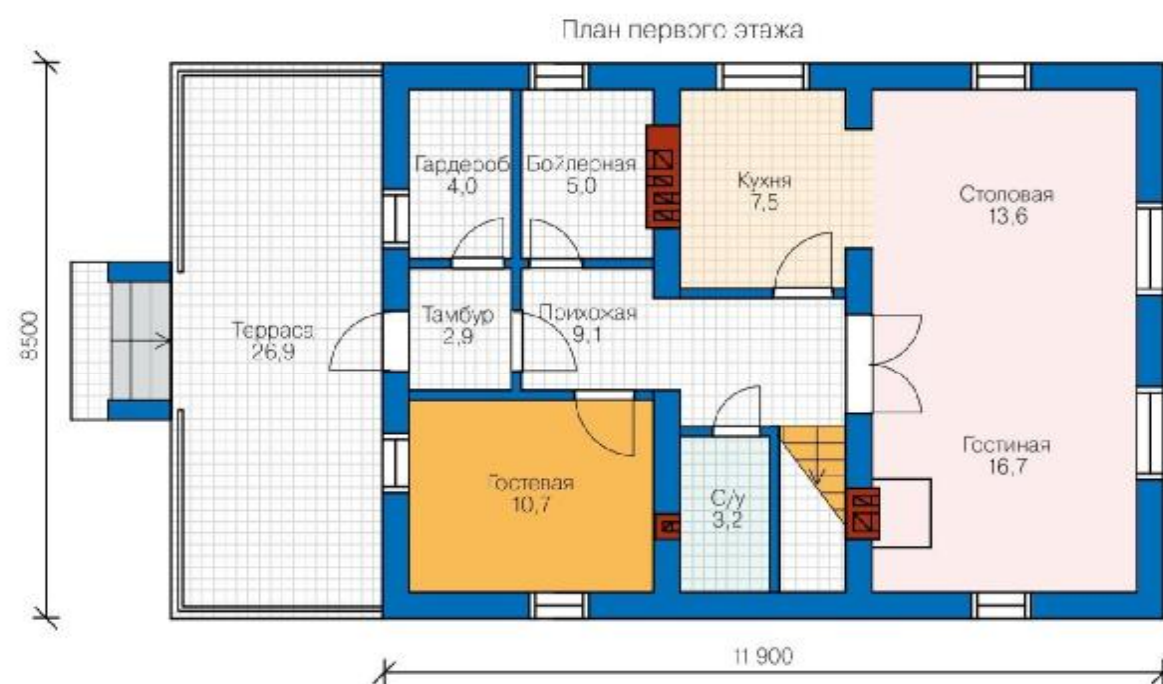 План первого этажа
Гардероб
4,0
Бойлерная
5,0
Кухня
7,5
Столовая
13,6
8500
Терраса
26,9
Тамбур
2,9
Прихожая
9,1
Гостиная
16,7
Гостевая
10,7
С/у
3,2
11 900